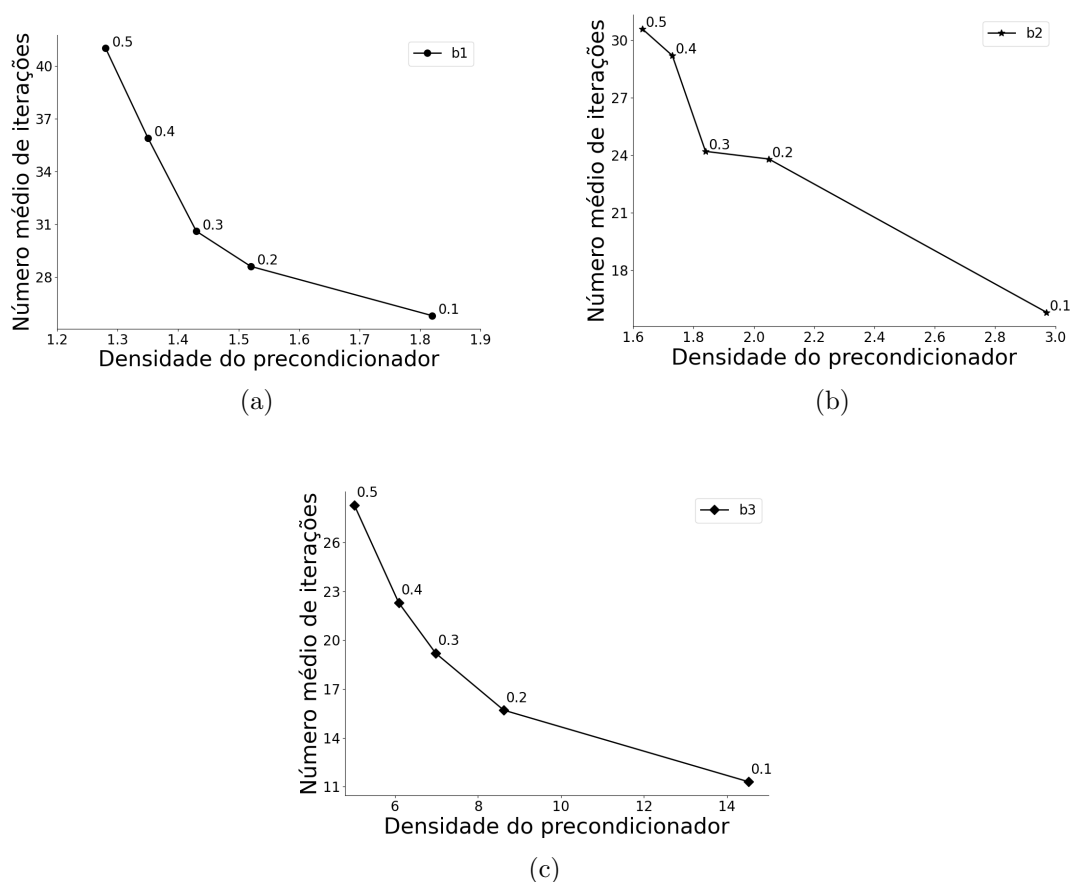 Número médio de iterações
40
37
34
31
28
0.5
0.4
0.3
0.2
0.1
b1
1.2 1.3 1.4 1.5 1.6 1.7 1.8 1.9
Densidade do precondicionador
(a)
Número médio de iterações
30
27
24
21
18
0.5
0.4
0.3
0.2
0.1
b2
1.6 1.8 2.0 2.2 2.4 2.6 2.8 3.0
Densidade do precondicionador
(b)
Número médio de iterações
26
23
20
17
14
11
0.5
0.4
0.3
0.2
0.1
b3
6 8 10 12 14
Densidade do precondicionador
(c)